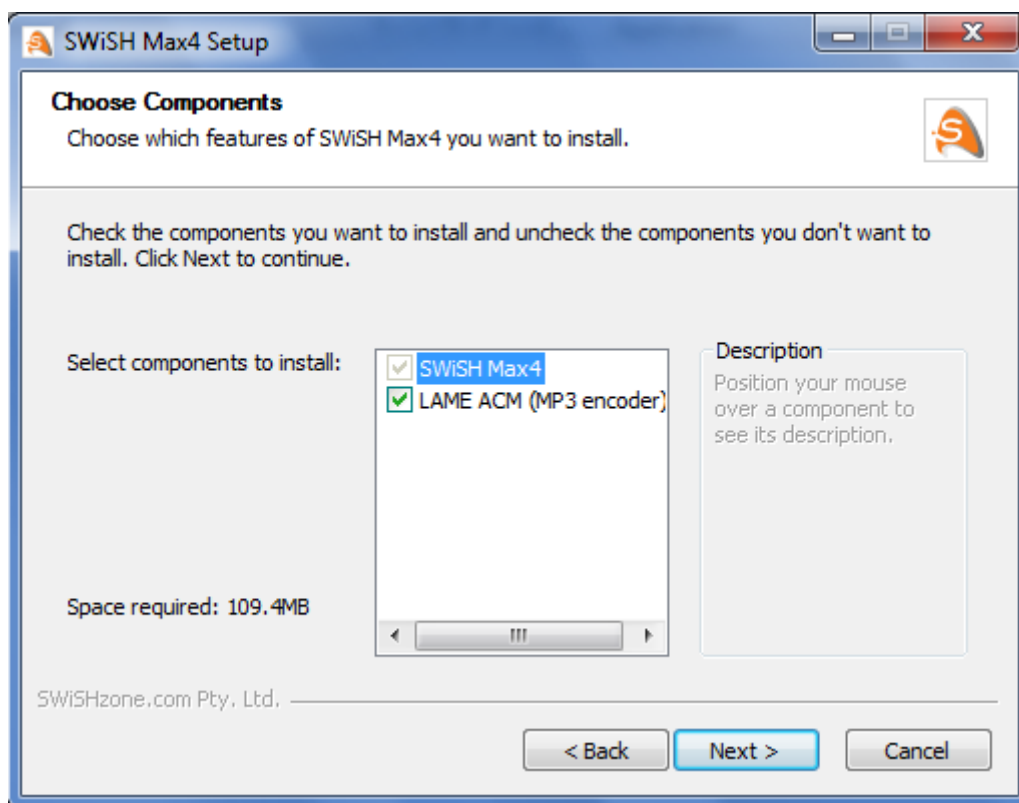 SWiSH Max4 Setup
Choose Components
Choose which features of SWiSH Max4 you want to install.
Check the components you want to install and uncheck the components you don't want to
install. Click Next to continue.
Select components to install:
SWiSH Max4
LAME ACM (MP3 encoder)
Description
Position your mouse
over a component to
see its description.
Space required: 109.4MB
SWiSHzone.com Pty. Ltd.
< Back
Next >
Cancel